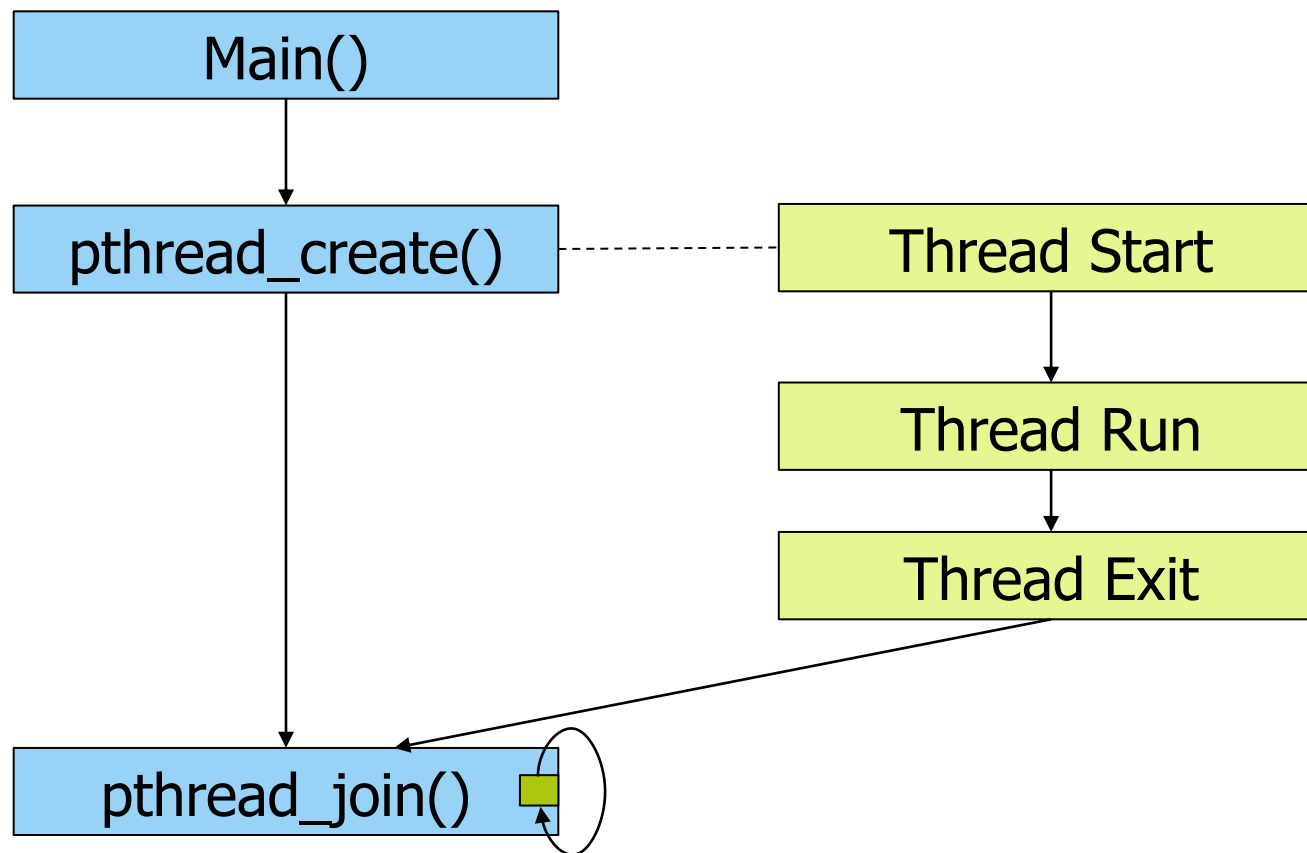 Main()
pthread_create()
Thread Start
Thread Run
Thread Exit
pthread_join()